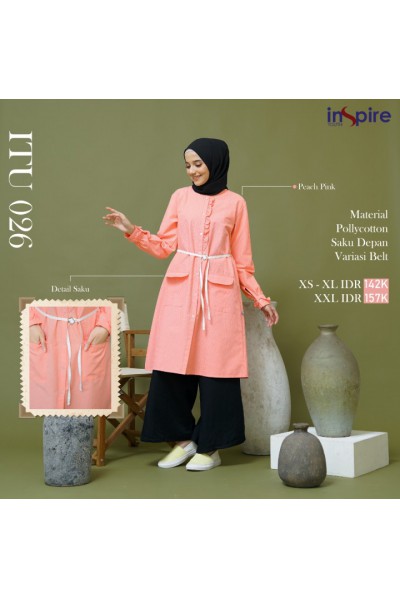 inspire
ITU 026
Peach Pink
Material
Pollycotton
Saku Depan
Variasi Belt
XS - XL IDR 142K
XXL IDR 157K
Detail Saku